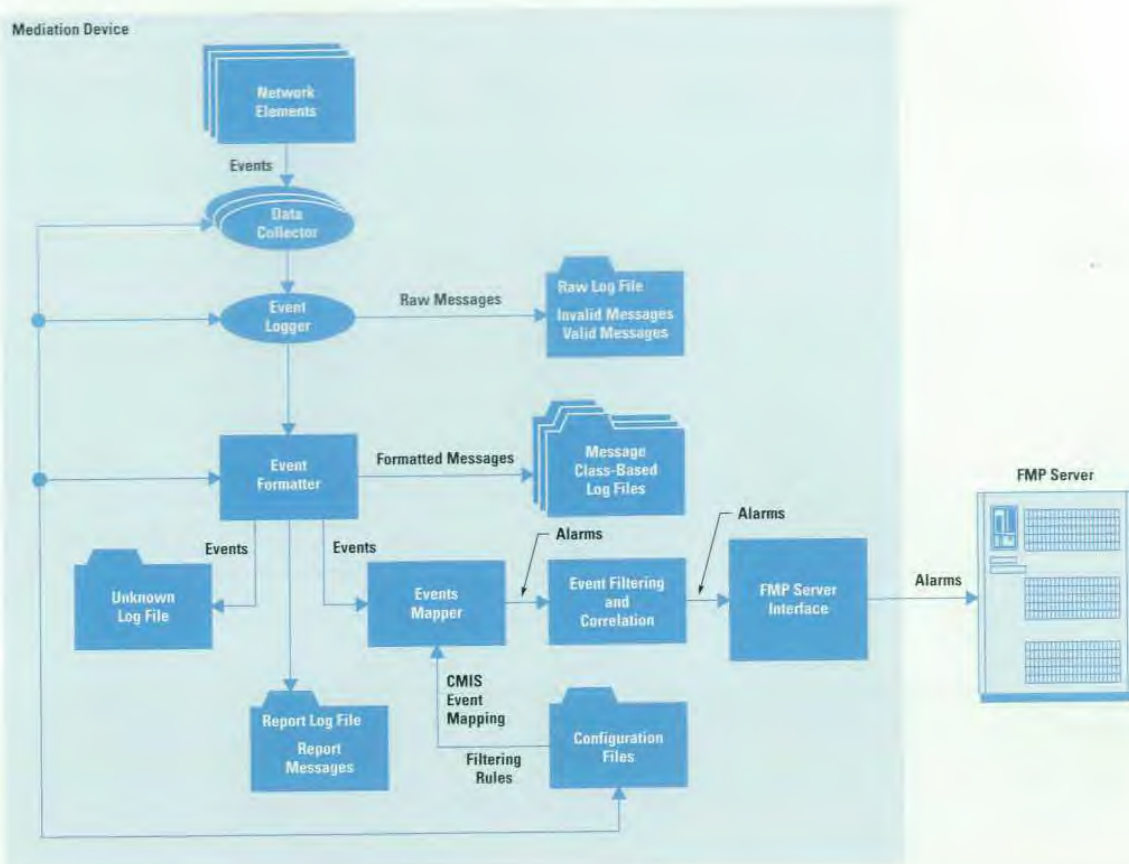 Mediation Device
Network
Elements
Events
Data
Collector
Event
Logger
Raw Messages
Raw Log File
Invalid Messages
Valid Messages
Event
Formatter
Formatted Messages
Message
Class-Based
Log Files
FMP Server
Events
Events
Alarms
Alarms
Alarms
Unknown
Log File
Events
Mapper
Event Filtering
and
Correlation
FMP Server
Interface
CMIS
Event
Mapping
Filtering
Rules
Report Log File
Report
Messages
Configuration
Files